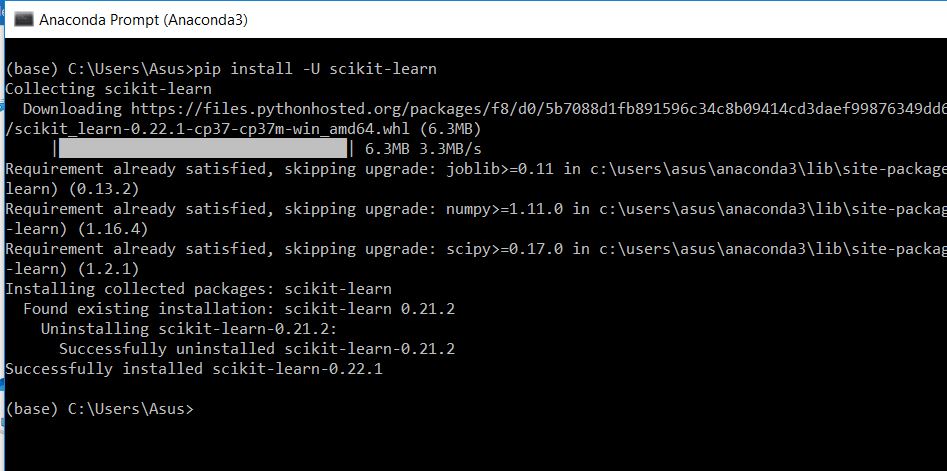 Anaconda Prompt (Anaconda3)
(base) C:\Users\Asus>pip install -U scikit-learn
Collecting scikit-learn
  Downloading https://files.pythonhosted.org/packages/f8/d0/5b7088d1fb891596c34c8b09414cd3daef99876349dd6
/scikit_learn-0.22.1-cp37-cp37m-win_amd64.whl (6.3MB)
     |████████████████████████████████| 6.3MB 3.3MB/s
Requirement already satisfied, skipping upgrade: joblib>=0.11 in c:\users\asus\anaconda3\lib\site-package
learn) (0.13.2)
Requirement already satisfied, skipping upgrade: numpy>=1.11.0 in c:\users\asus\anaconda3\lib\site-packag
-learn) (1.16.4)
Requirement already satisfied, skipping upgrade: scipy>=0.17.0 in c:\users\asus\anaconda3\lib\site-packag
-learn) (1.2.1)
Installing collected packages: scikit-learn
  Found existing installation: scikit-learn 0.21.2
    Uninstalling scikit-learn-0.21.2:
      Successfully uninstalled scikit-learn-0.21.2
Successfully installed scikit-learn-0.22.1
(base) C:\Users\Asus>